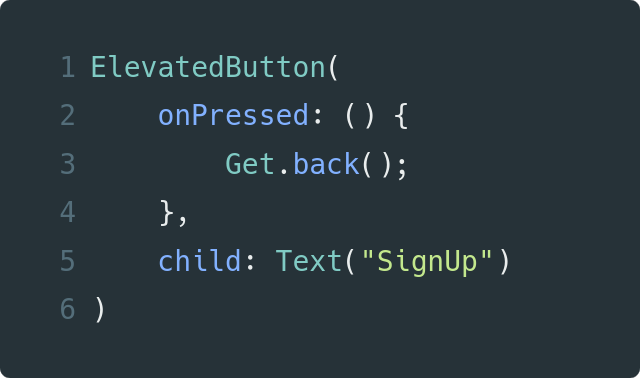 1 ElevatedButton(
2     onPressed: () {
3         Get.back();
4     },
5     child: Text("SignUp")
6 )